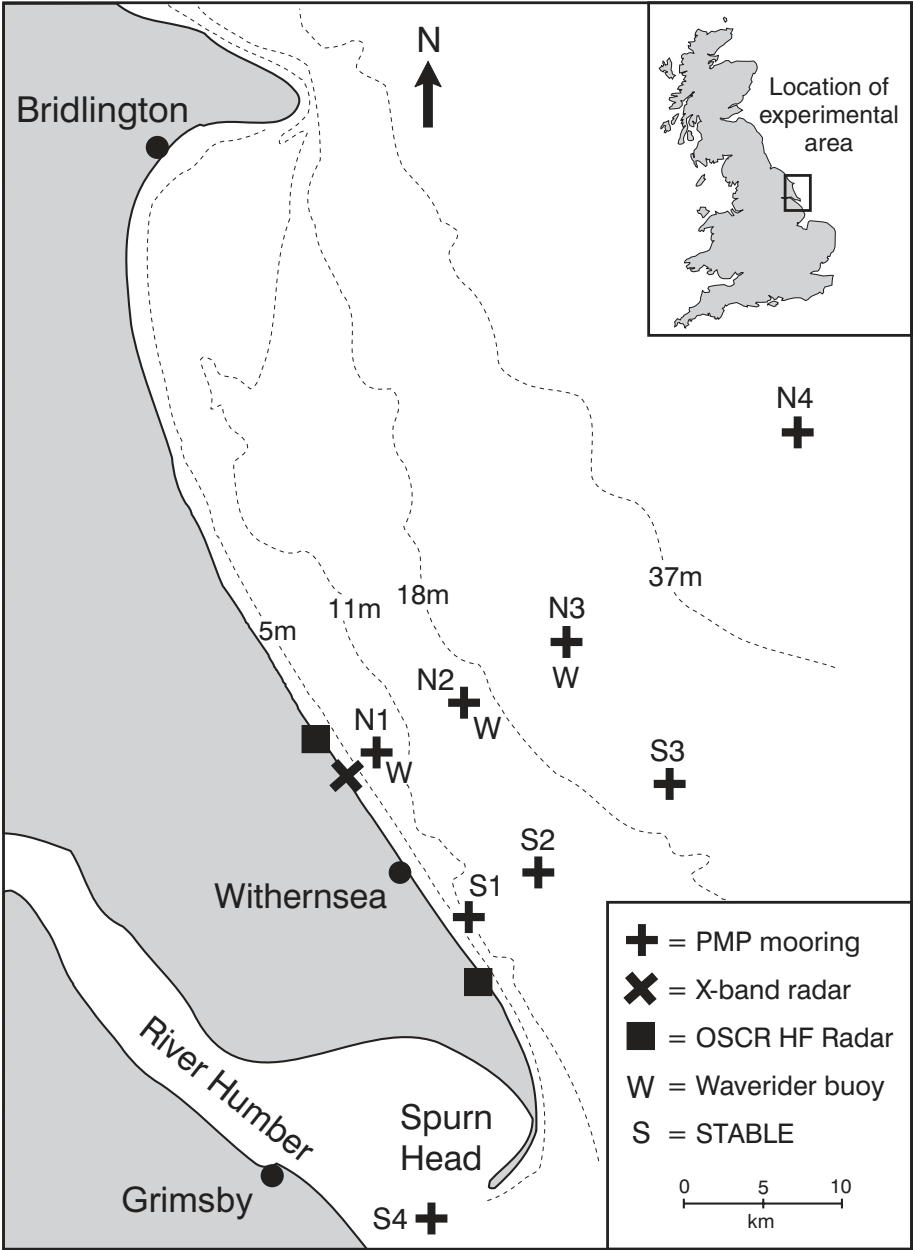 N
Bridlington
Location of
experimental
area
N4
37m
18m
11m
5m
N3
W
N2
W
N1
W
S3
S2
S1
Withernsea
River Humber
Spurn
Head
Grimsby
S4
= PMP mooring
= X-band radar
= OSCR HF Radar
W = Waverider buoy
S = STABLE
0 5 10
km